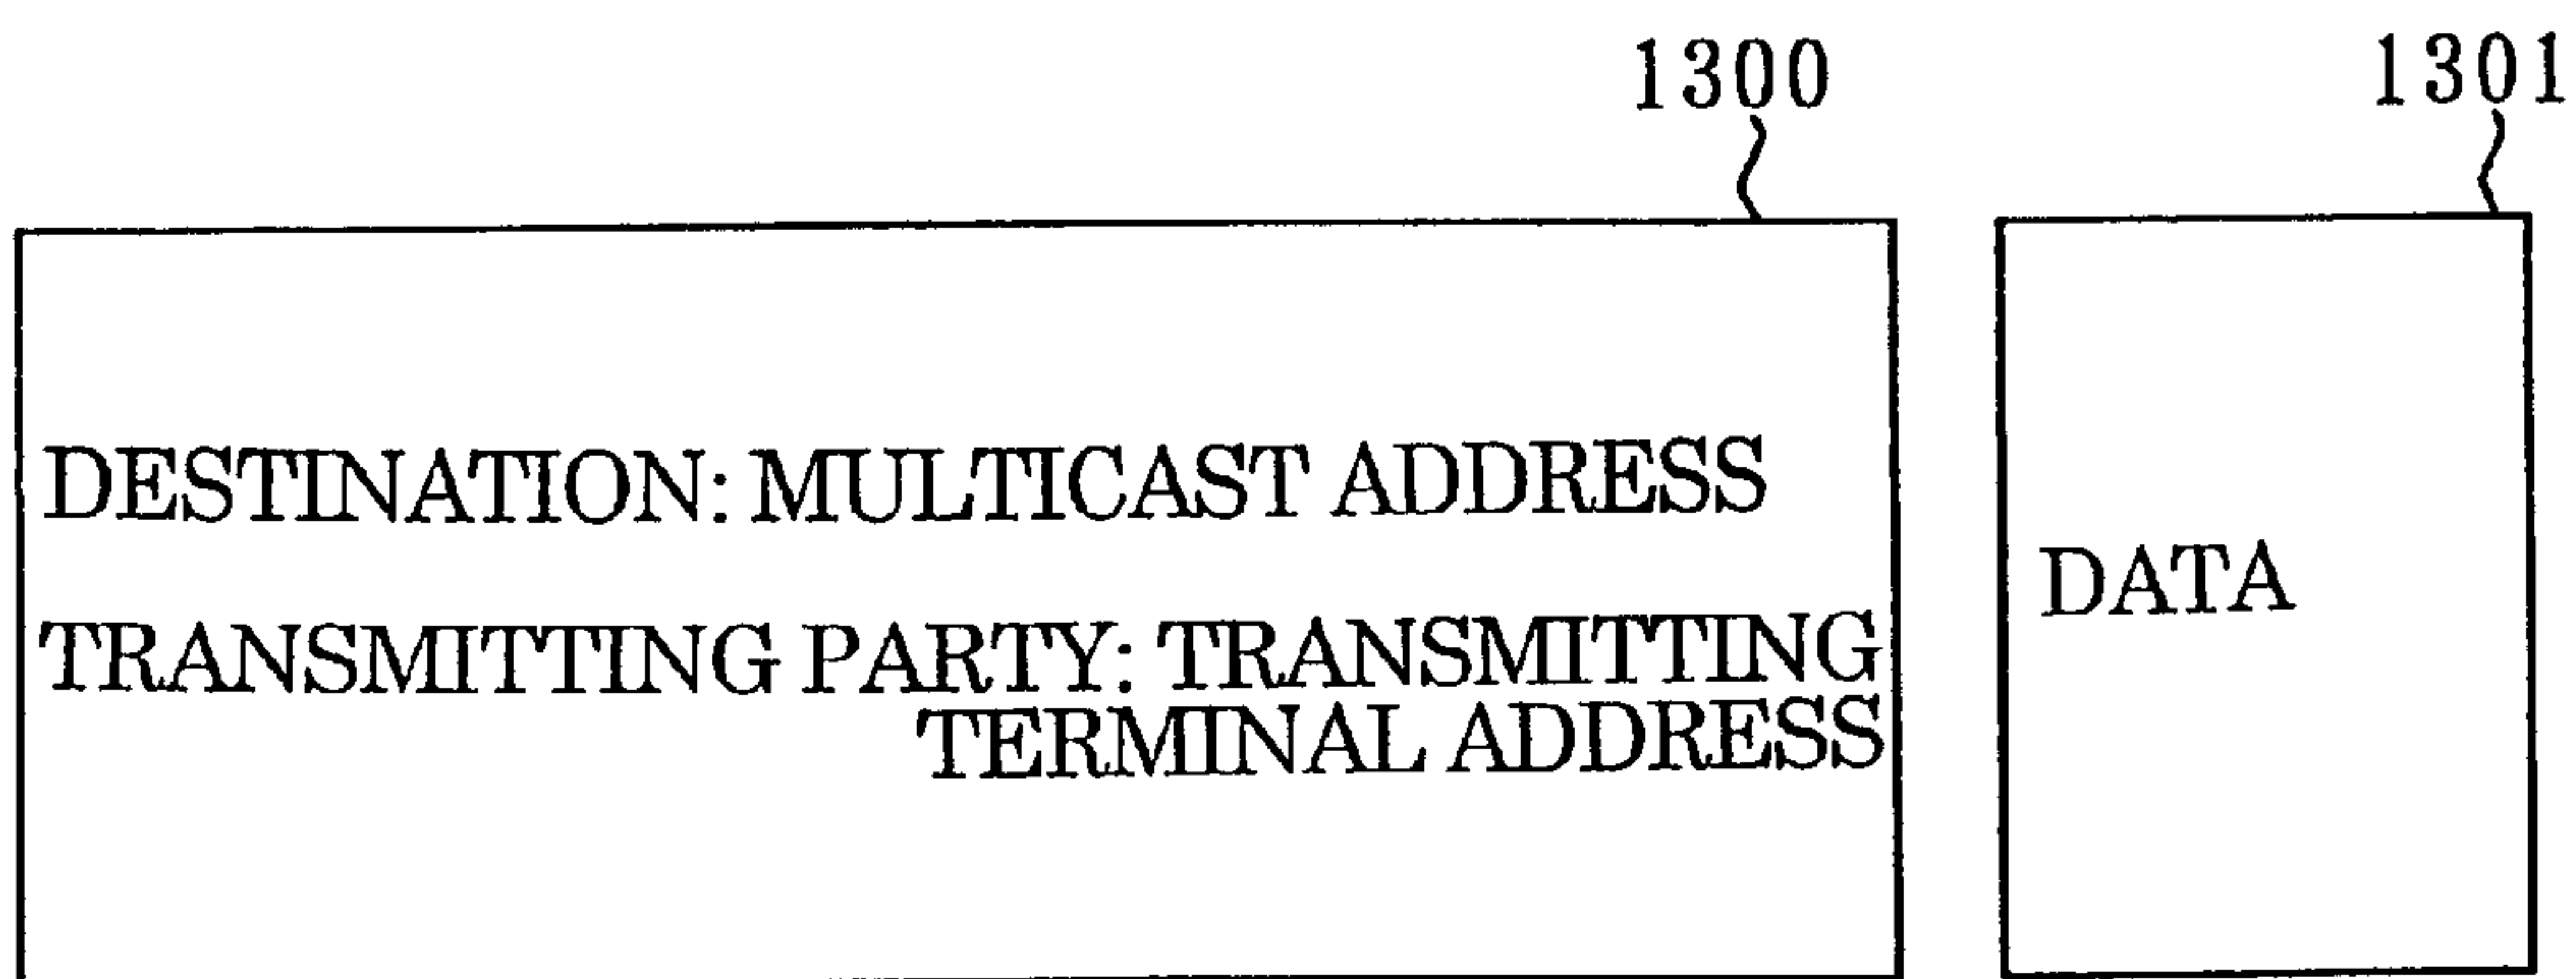 1300
1301
DESTINATION: MULTICAST ADDRESS
TRANSMITTING PARTY: TRANSMITTING
TERMINAL ADDRESS
DATA